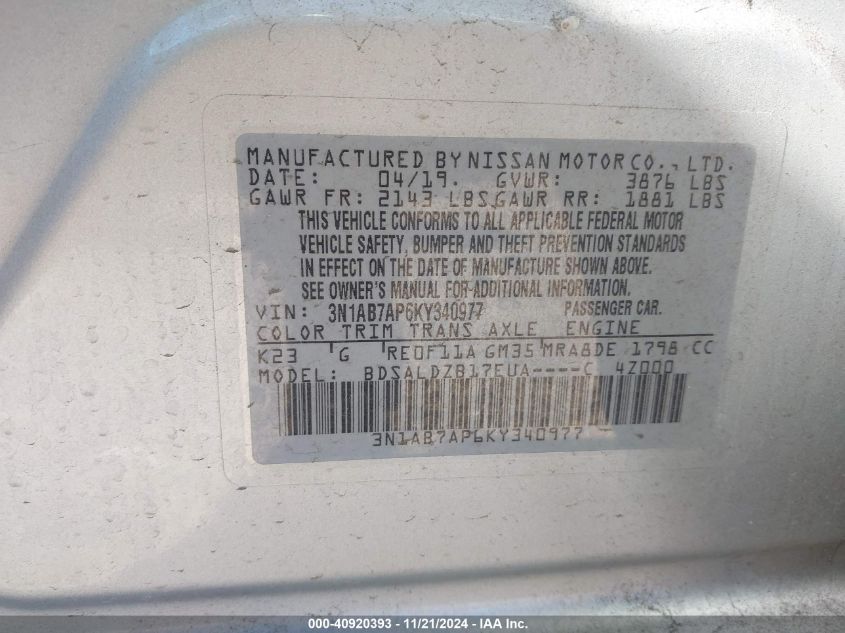 MANUFACTURED BY NISSAN MOTOR CO., LTD.
DATE: 04/19. GVWR: 3876 LBS
GAWR FR: 2143 LBS GAWR RR: 1881 LBS
THIS VEHICLE CONFORMS TO ALL APPLICABLE FEDERAL MOTOR
VEHICLE SAFETY, BUMPER AND THEFT PREVENTION STANDARDS
IN EFFECT ON THE DATE OF MANUFACTURE SHOWN ABOVE.
SEE OWNER'S MANUAL FOR ADDITIONAL INFORMATION
VIN: 3N1AB7AP6KY340977 PASSENGER CAR.
COLOR TRIM TRANS AXLE ENGINE
K23 G RE0F11A GM35 MRA8DE 1798 CC
MODEL: BDSALDZB17EUA----C 4Z000
3N1AB7AP6KY340977
000-40920393 - 11/21/2024 - IAA Inc.